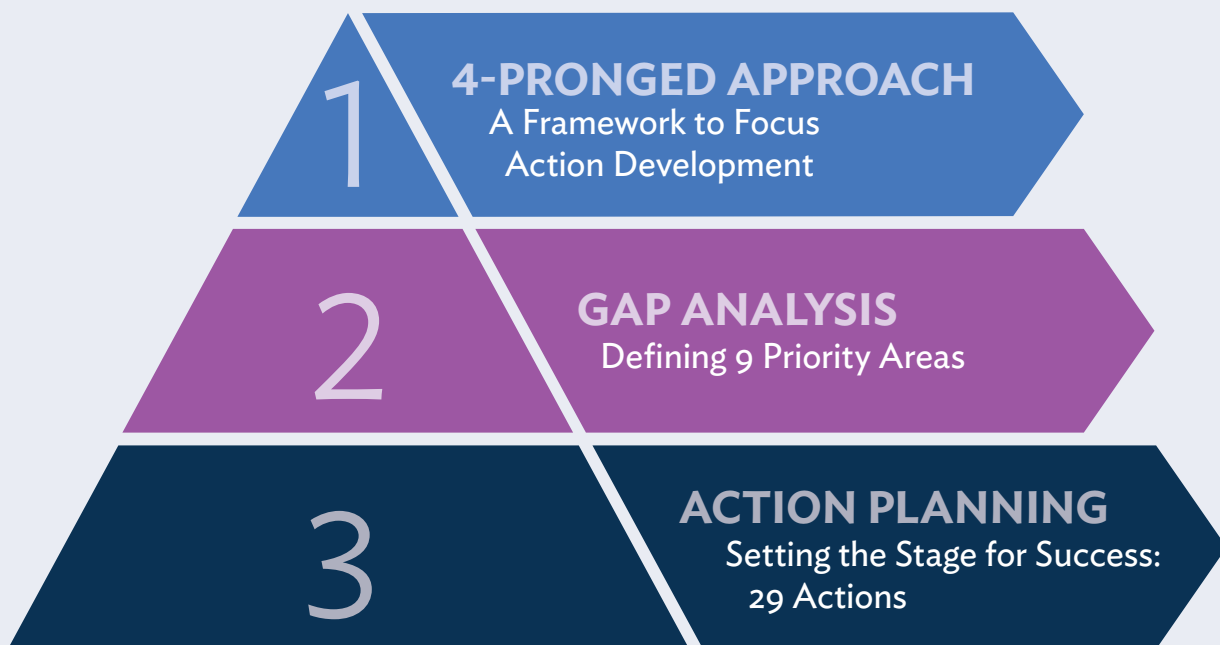 1
4-PRONGED APPROACH
A Framework to Focus
Action Development
2
GAP ANALYSIS
Defining 9 Priority Areas
3
ACTION PLANNING
Setting the Stage for Success:
29 Actions